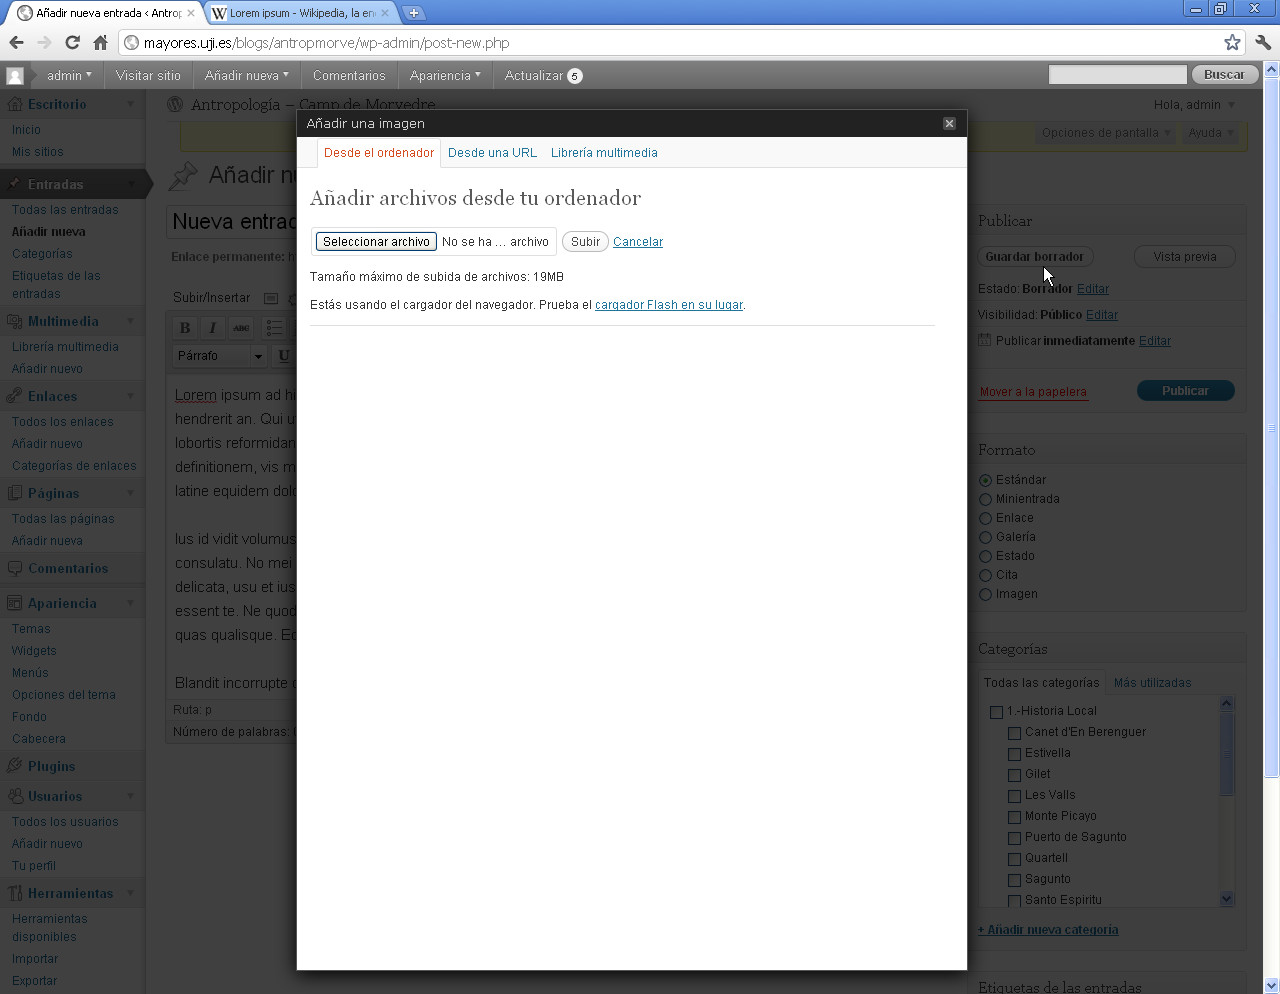 Añadir nueva entrada ‹ Antrop
Lorem ipsum - Wikipedia, la en
mayores.uji.es/blogs/antropmorve/wp-admin/post-new.php
admin
Visitar sitio
Añadir nueva
Comentarios
Apariencia
Actualizar 5
Buscar
Antropología – Camp de Morvedre
Hola, admin
Opciones de pantalla
Ayuda
Escritorio
Inicio
Mis sitios
Entradas
Todas las entradas
Añadir nueva
Categorías
Etiquetas de las
entradas
Multimedia
Librería multimedia
Añadir nuevo
Enlaces
Todos los enlaces
Añadir nuevo
Categorías de enlaces
Páginas
Todas las páginas
Añadir nueva
Comentarios
Apariencia
Temas
Widgets
Menús
Opciones del tema
Fondo
Cabecera
Plugins
Usuarios
Todos los usuarios
Añadir nuevo
Tu perfil
Herramientas
Herramientas
disponibles
Importar
Exportar
Añadir n
Nueva entrad
Enlace permanente: h
Subir/Insertar
B I ABC
Párrafo U
Lorem ipsum ad hi
hendrerit an. Qui u
lobortis reformidan
definitionem, vis m
latine equidem dolo
Ius id vidit volumus
consulatu. No mei
delicata, usu et ius
essent te. Ne quod
quas qualisque. Eo
Blandit incorrupte
Ruta: p
Número de palabras:
Añadir una imagen
Desde el ordenador
Desde una URL
Librería multimedia
Añadir archivos desde tu ordenador
Seleccionar archivo No se ha ... archivo
Subir
Cancelar
Tamaño máximo de subida de archivos: 19MB
Estás usando el cargador del navegador. Prueba el cargador Flash en su lugar.
Publicar
Guardar borrador
Vista previa
Estado: Borrador Editar
Visibilidad: Público Editar
Publicar inmediatamente Editar
Mover a la papelera
Publicar
Formato
Estándar
Minientrada
Enlace
Galería
Estado
Cita
Imagen
Categorías
Todas las categorías
Más utilizadas
1.-Historia Local
Canet d'En Berenguer
Estivella
Gilet
Les Valls
Monte Picayo
Puerto de Sagunto
Quartell
Sagunto
Santo Espiritu
+ Añadir nueva categoría
Etiquetas de las entradas